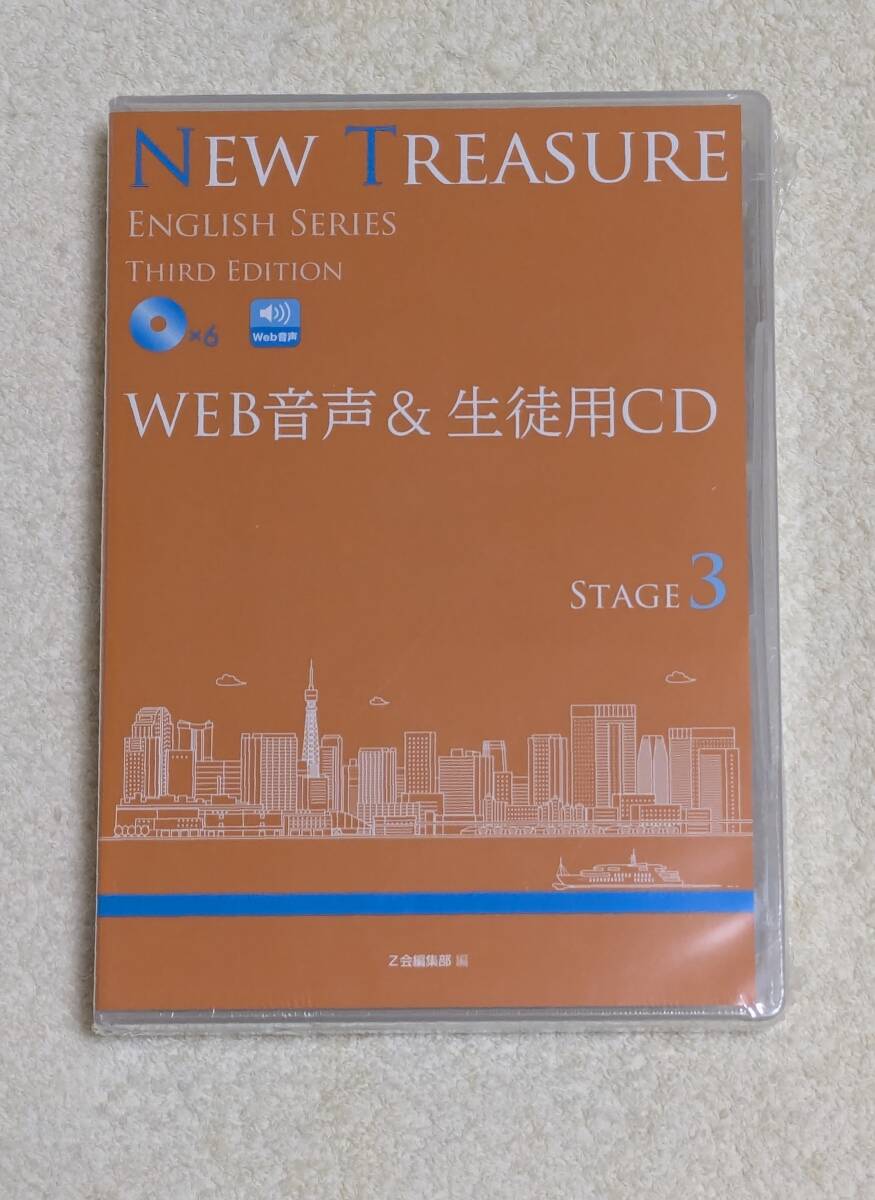 NEW TREASURE
ENGLISH SERIES
THIRD EDITION
×6
Web音声
WEB音声 & 生徒用CD
STAGE 3
Z会編集部 編